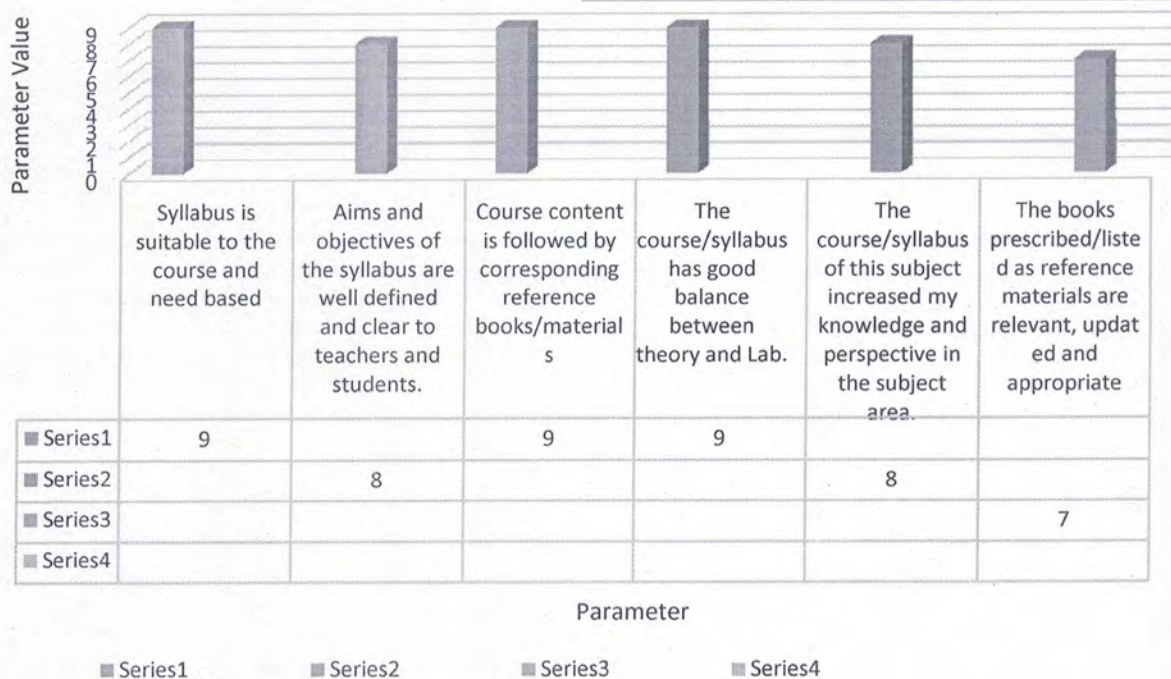 Parameter Value
9
8
7
6
5
4
3
2
1
0
Syllabus is
suitable to the
course and
need based
Aims and
objectives of
the syllabus are
well defined
and clear to
teachers and
students.
Course content
is followed by
corresponding
reference
books/material
s
The
course/syllabus
has good
balance
between
theory and Lab.
The
course/syllabus
of this subject
increased my
knowledge and
perspective in
the subject
area.
The books
prescribed/liste
d as reference
materials are
relevant, updat
ed and
appropriate
Series1 9 9 9
Series2 8 8
Series3 7
Series4
Parameter
Series1 Series2 Series3 Series4